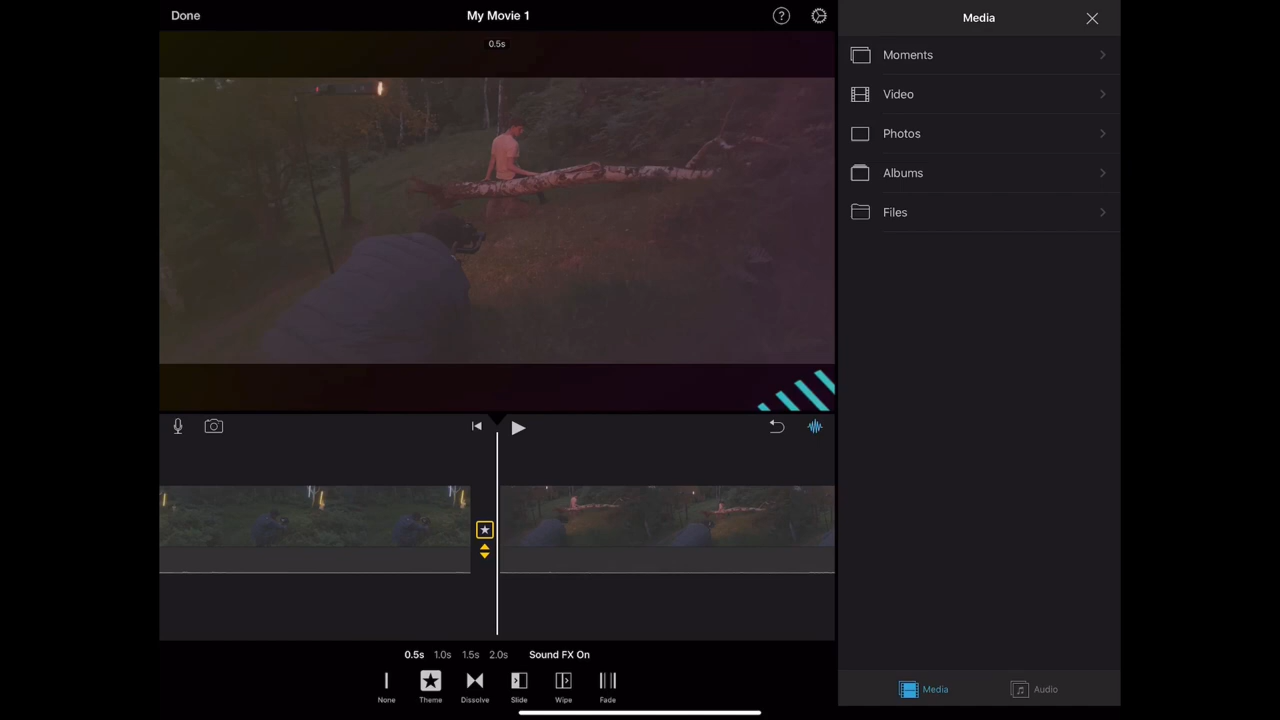 Done
My Movie 1
?
0.5s
Media
Moments
Video
Photos
Albums
Files
0.5s 1.0s 1.5s 2.0s Sound FX On
None Theme Dissolve Slide Wipe Fade
Media Audio